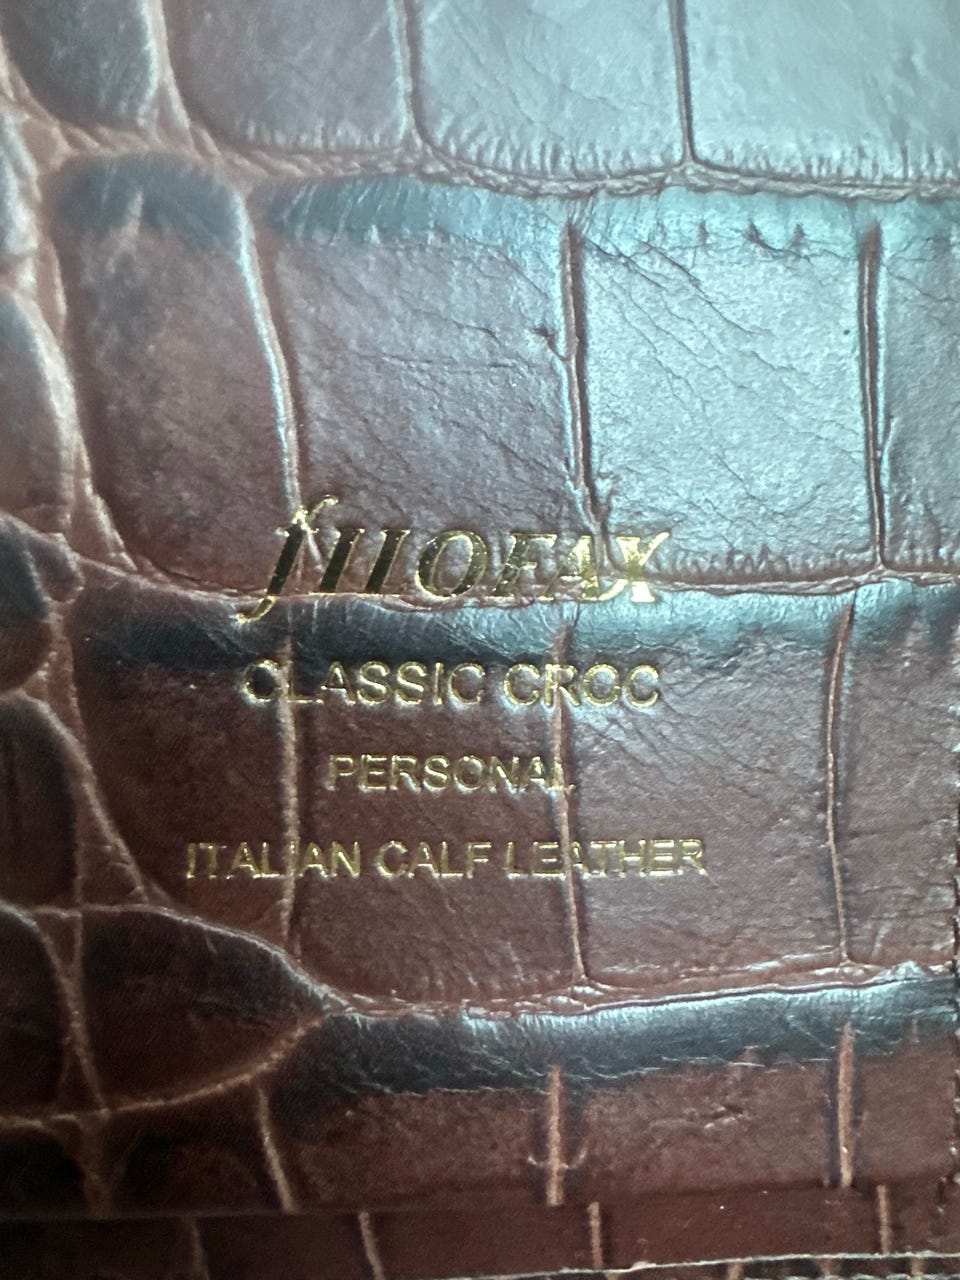 fILOFAX
CLASSIC CROC
PERSONAL
ITALIAN CALF LEATHER